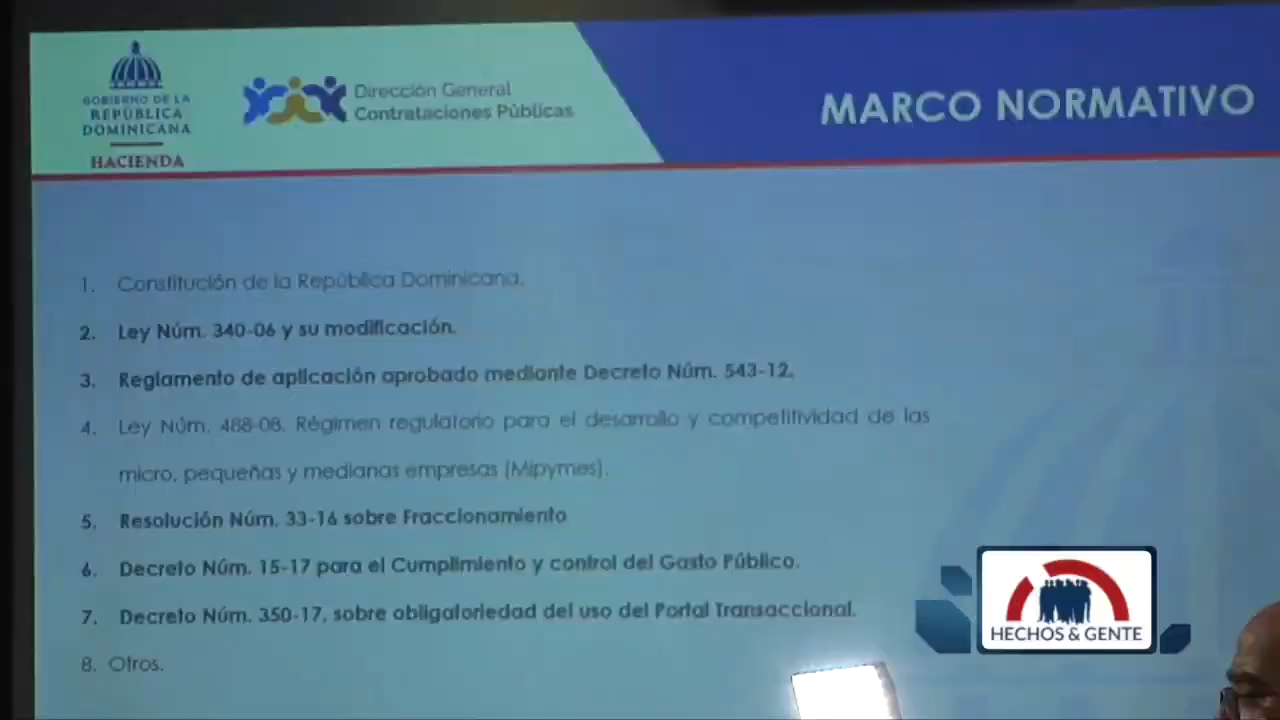 GOBIERNO DE LA
REPÚBLICA
DOMINICANA
HACIENDA
Dirección General
Contrataciones Públicas
MARCO NORMATIVO
1. Constitución de la República Dominicana.
2. Ley Núm. 340-06 y su modificación.
3. Reglamento de aplicación aprobado mediante Decreto Núm. 543-12.
4. Ley Núm. 488-08. Régimen regulatorio para el desarrollo y competitividad de las
micro, pequeñas y medianas empresas (Mipymes).
5. Resolución Núm. 33-16 sobre Fraccionamiento
6. Decreto Núm. 15-17 para el Cumplimiento y control del Gasto Público.
7. Decreto Núm. 350-17, sobre obligatoriedad del uso del Portal Transaccional.
8. Otros.
HECHOS & GENTE